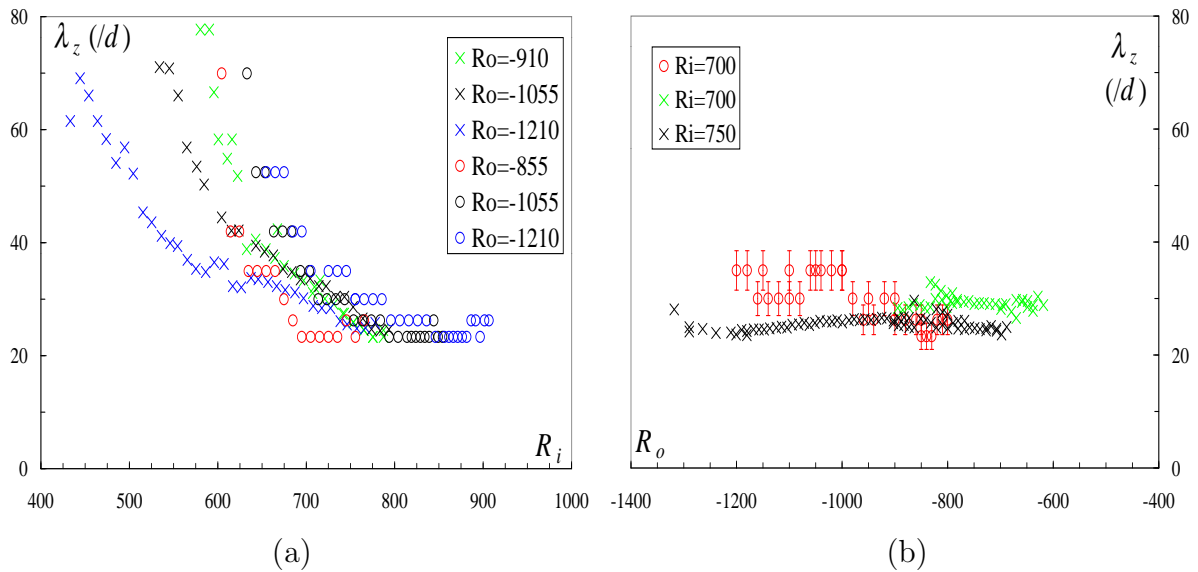 80
60
40
20
0
λz (/d)
Ro=-910
Ro=-1055
Ro=-1210
Ro=-855
Ro=-1055
Ro=-1210
Ri
400 500 600 700 800 900 1000
(a)
Ri=700
Ri=700
Ri=750
λz
(/d)
80
60
40
20
0
Ro
-1400 -1200 -1000 -800 -600 -400
(b)